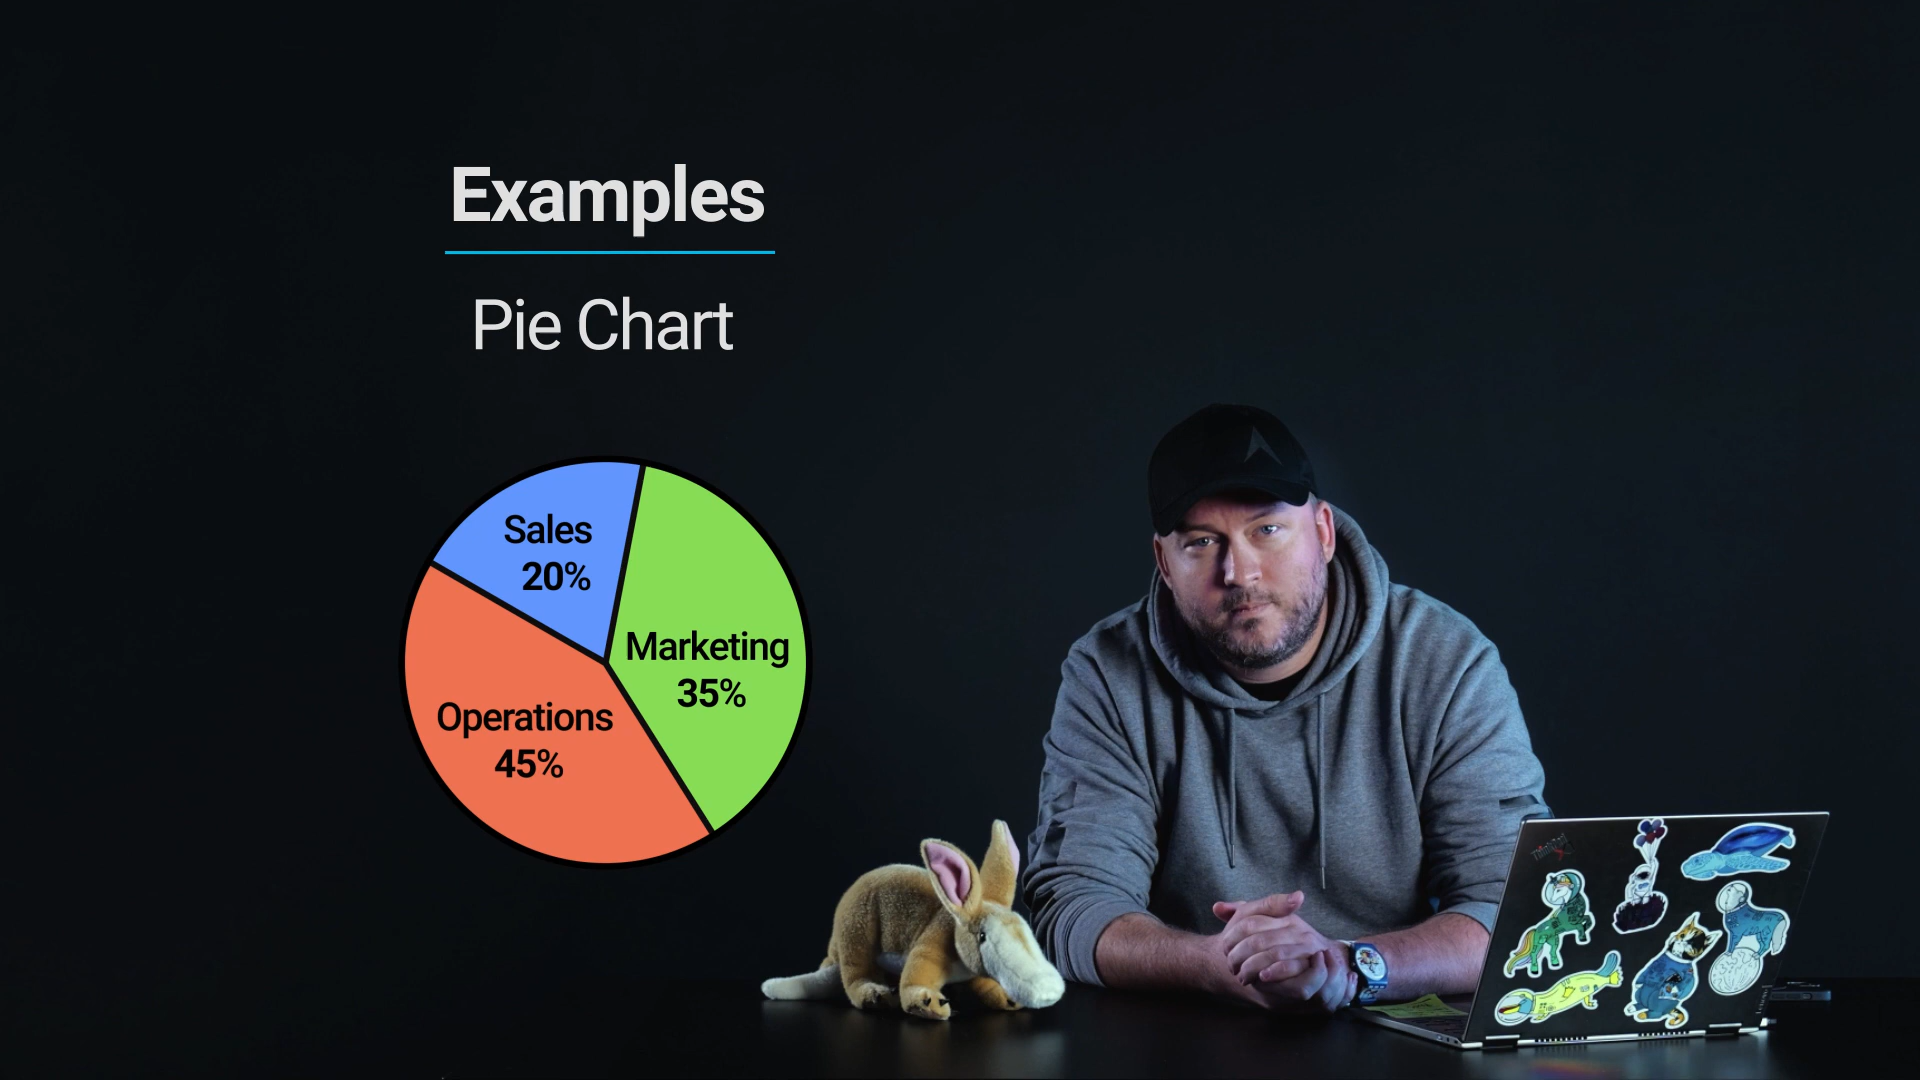 Examples
Pie Chart
Sales
20%
Marketing
35%
Operations
45%